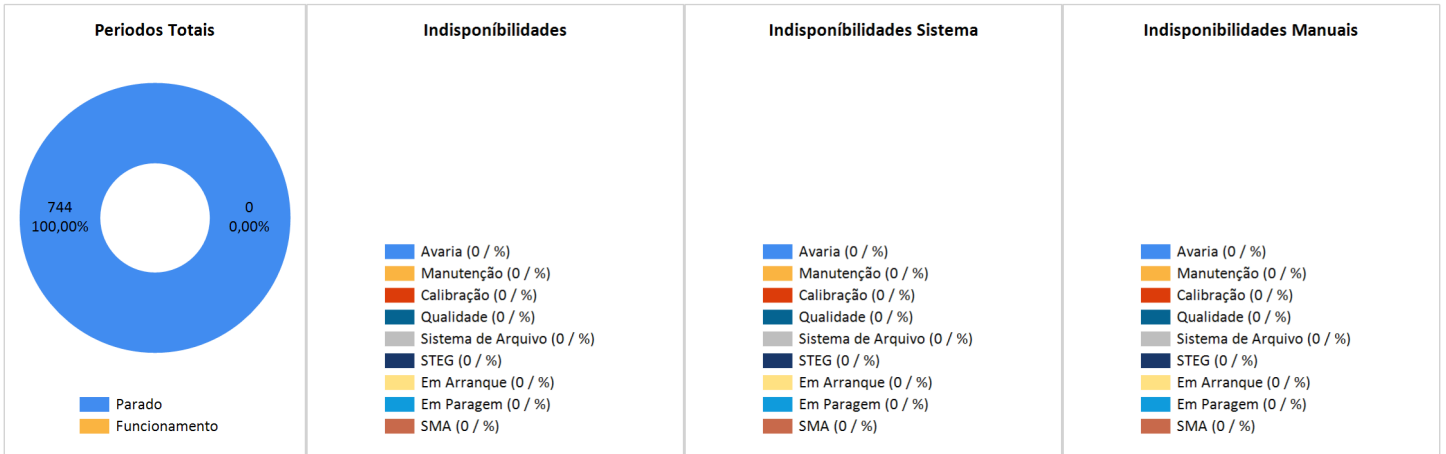 Periodos Totais
744
100,00%
0
0,00%
Parado
Funcionamento
Indisponíbilidades
Avaria (0 / %)
Manutenção (0 / %)
Calibração (0 / %)
Qualidade (0 / %)
Sistema de Arquivo (0 / %)
STEG (0 / %)
Em Arranque (0 / %)
Em Paragem (0 / %)
SMA (0 / %)
Indisponíbilidades Sistema
Avaria (0 / %)
Manutenção (0 / %)
Calibração (0 / %)
Qualidade (0 / %)
Sistema de Arquivo (0 / %)
STEG (0 / %)
Em Arranque (0 / %)
Em Paragem (0 / %)
SMA (0 / %)
Indisponibilidades Manuais
Avaria (0 / %)
Manutenção (0 / %)
Calibração (0 / %)
Qualidade (0 / %)
Sistema de Arquivo (0 / %)
STEG (0 / %)
Em Arranque (0 / %)
Em Paragem (0 / %)
SMA (0 / %)